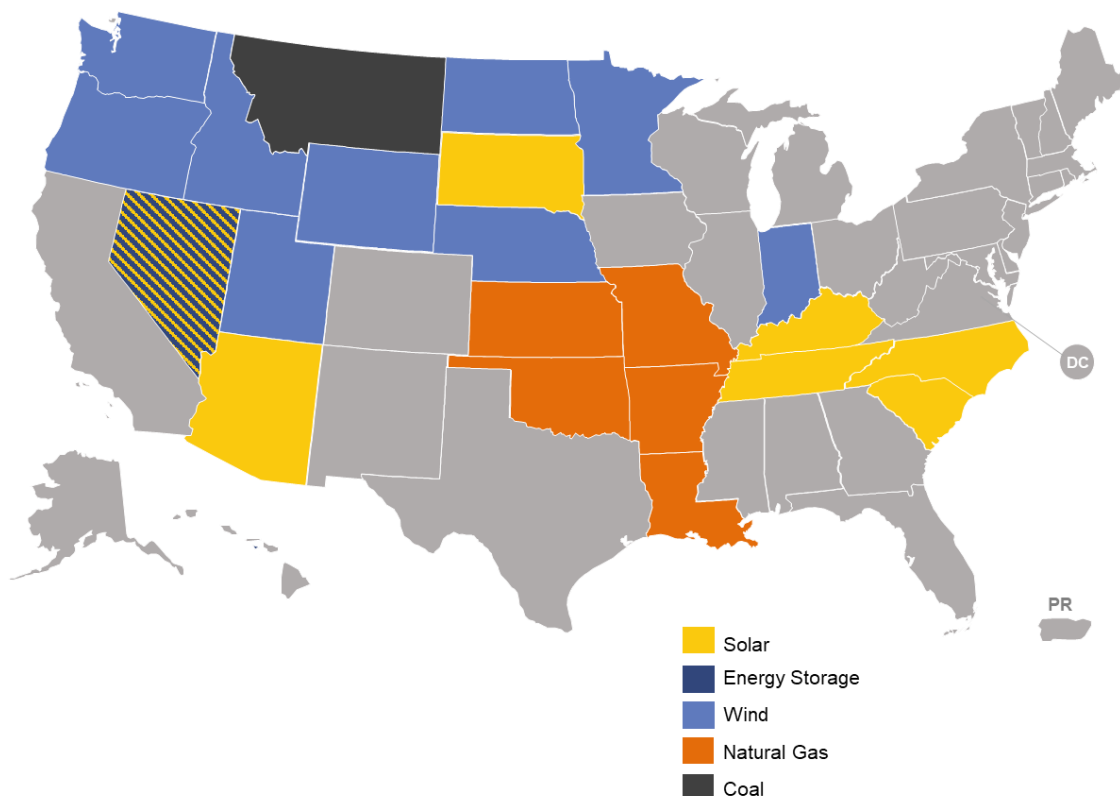 DC
PR
Solar
Energy Storage
Wind
Natural Gas
Coal